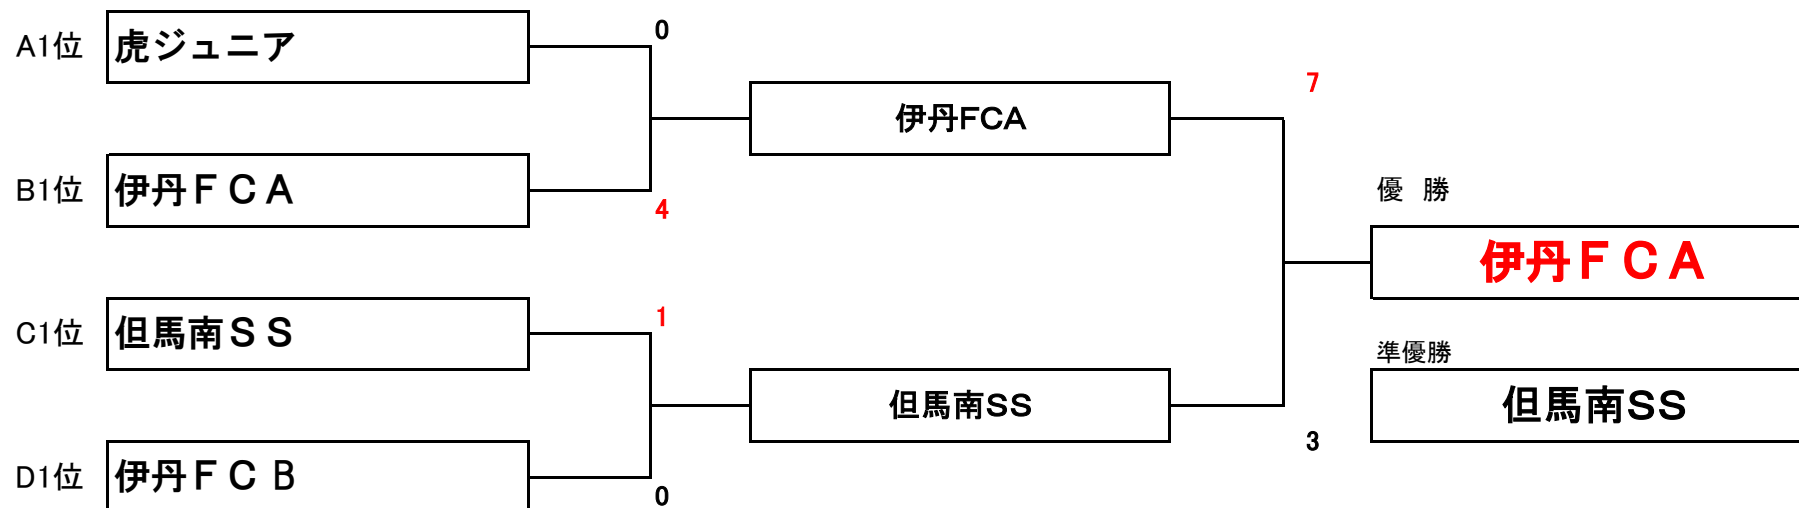 A1位 虎ジュニア
0
7
伊丹FCA
B1位 伊丹ＦＣＡ
4
優　勝
伊丹ＦＣＡ
C1位 但馬南ＳＳ
1
準優勝
但馬南SS
但馬南SS
3
D1位 伊丹ＦＣＢ
0